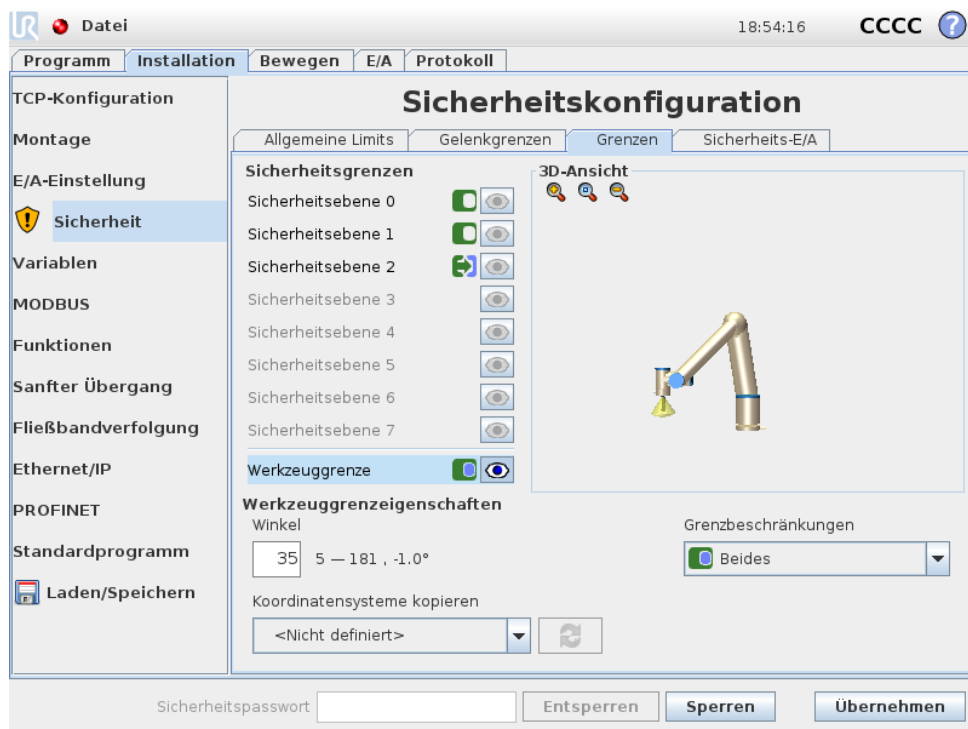 UR Datei 18:54:16 CCCC ?
Programm Installation Bewegen E/A Protokoll
TCP-Konfiguration
Montage
E/A-Einstellung
Sicherheit
Variablen
MODBUS
Funktionen
Sanfter Übergang
Fließbandverfolgung
Ethernet/IP
PROFINET
Standardprogramm
Laden/Speichern
Sicherheitskonfiguration
Allgemeine Limits Gelenkgrenzen Grenzen Sicherheits-E/A
Sicherheitsgrenzen
Sicherheitsebene 0
Sicherheitsebene 1
Sicherheitsebene 2
Sicherheitsebene 3
Sicherheitsebene 4
Sicherheitsebene 5
Sicherheitsebene 6
Sicherheitsebene 7
Werkzeuggrenze
3D-Ansicht
Werkzeuggrenzeigenschaften
Winkel
35 5 — 181 , -1.0°
Grenzbeschränkungen
Beides
Koordinatensysteme kopieren
<Nicht definiert>
Sicherheitspasswort Entsperren Sperren Übernehmen